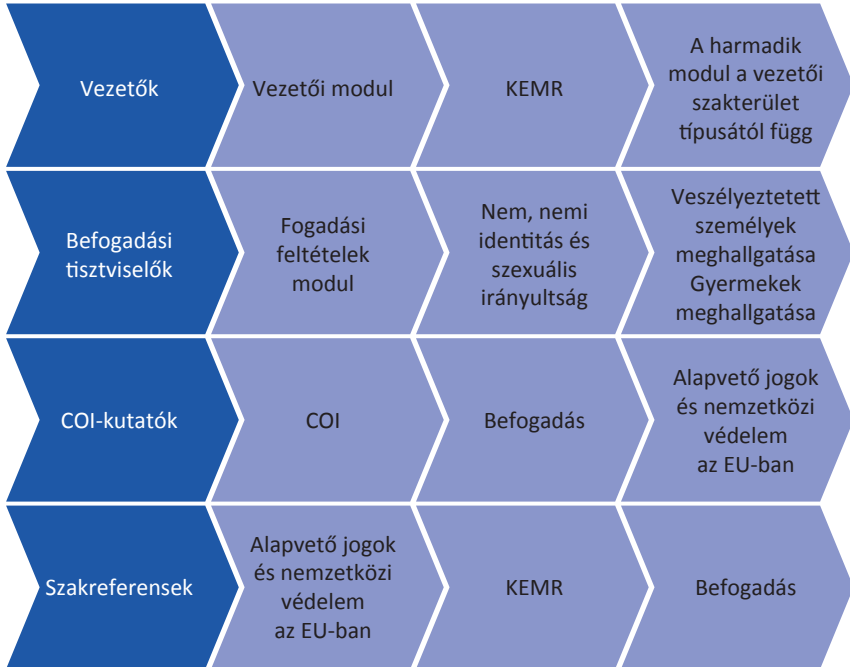 Vezetők
Vezetői modul
KEMR
A harmadik
modul a vezetői
szakterület
típusától függ
Befogadási
tisztviselők
Fogadási
feltételek
modul
Nem, nemi
identitás és
szexuális
irányultság
Veszélyeztetett
személyek
meghallgatása
Gyermekek
meghallgatása
COI-kutatók
COI
Befogadás
Alapvető jogok
és nemzetközi
védelem
az EU-ban
Szakreferensek
Alapvető jogok
és nemzetközi
védelem
az EU-ban
KEMR
Befogadás